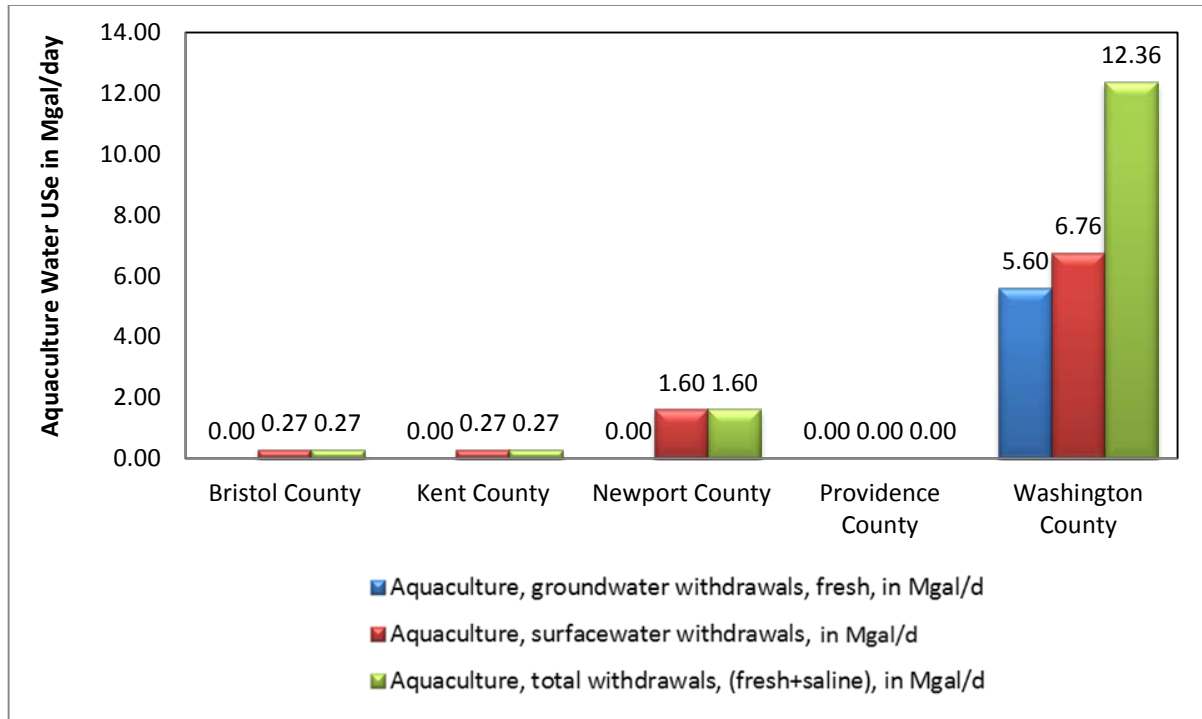 Aquaculture Water USe in Mgal/day
14.00
12.00
10.00
8.00
6.00
4.00
2.00
0.00
0.00 0.27 0.27
0.00 0.27 0.27
0.00 1.60 1.60
0.00 0.00 0.00
5.60 6.76 12.36
Bristol County
Kent County
Newport County
Providence
County
Washington
County
Aquaculture, groundwater withdrawals, fresh, in Mgal/d
Aquaculture, surfacewater withdrawals, in Mgal/d
Aquaculture, total withdrawals, (fresh+saline), in Mgal/d